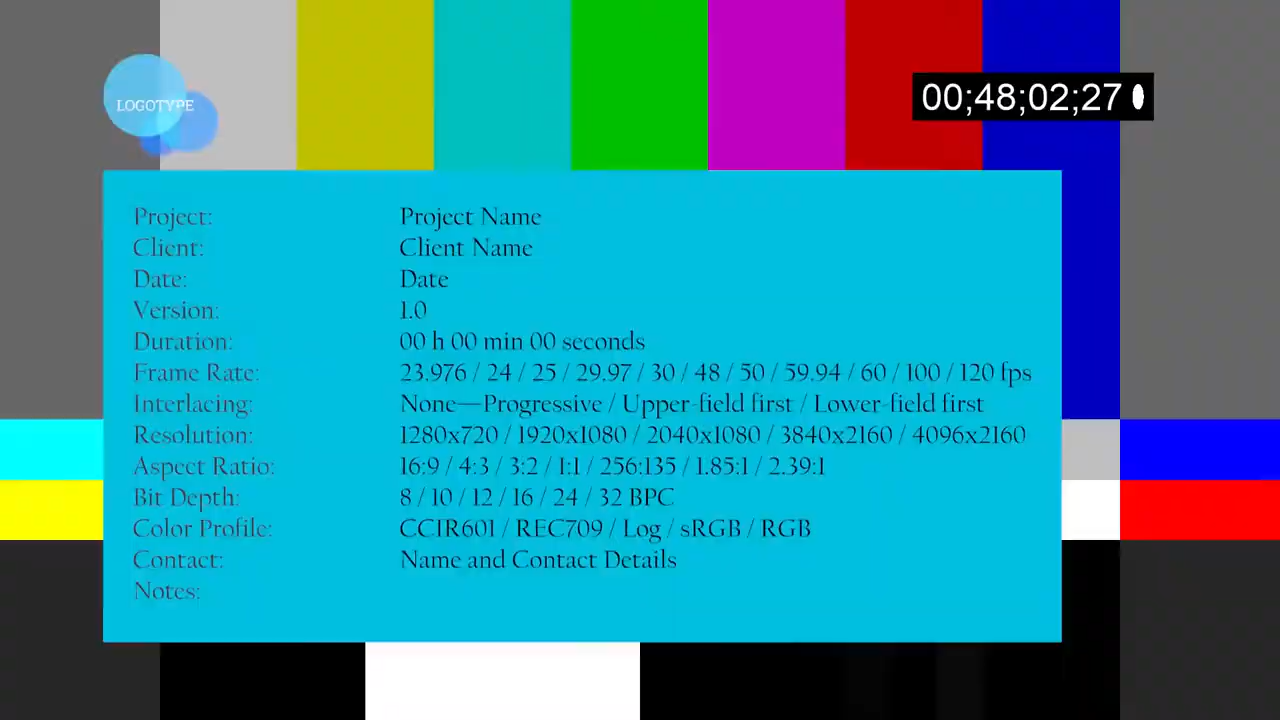 LOGOTYPE
00;48;02;27
Project: Project Name
Client: Client Name
Date: Date
Version: 1.0
Duration: 00 h 00 min 00 seconds
Frame Rate: 23.976 / 24 / 25 / 29.97 / 30 / 48 / 50 / 59.94 / 60 / 100 / 120 fps
Interlacing: None—Progressive / Upper-field first / Lower-field first
Resolution: 1280x720 / 1920x1080 / 2040x1080 / 3840x2160 / 4096x2160
Aspect Ratio: 16:9 / 4:3 / 3:2 / 1:1 / 256:135 / 1.85:1 / 2.39:1
Bit Depth: 8 / 10 / 12 / 16 / 24 / 32 BPC
Color Profile: CCIR601 / REC709 / Log / sRGB / RGB
Contact: Name and Contact Details
Notes: